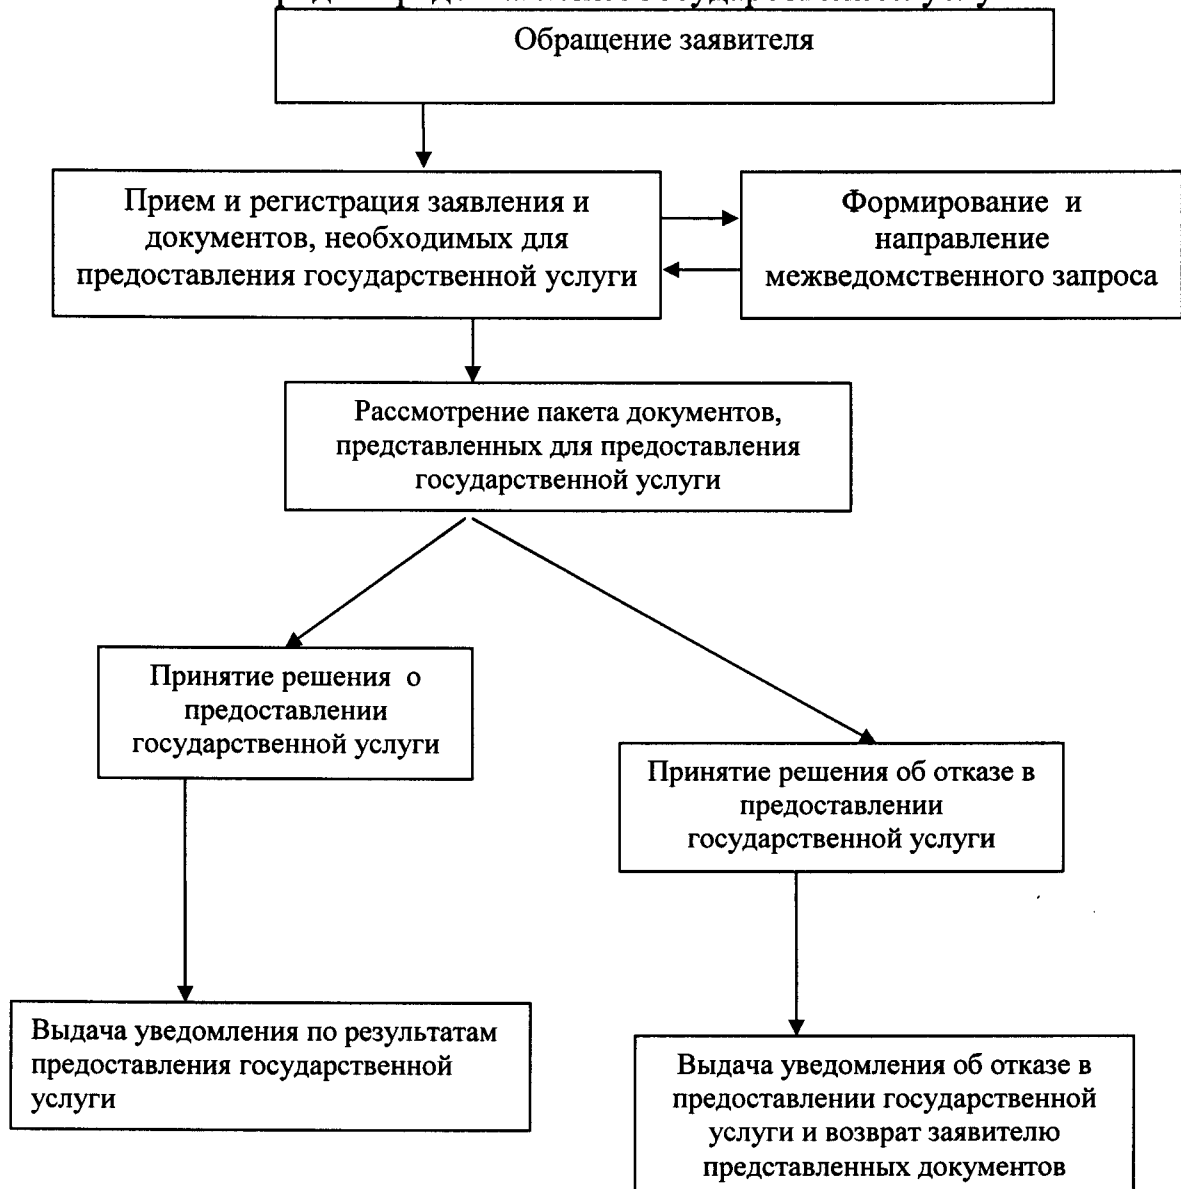 Обращение заявителя
Прием и регистрация заявления и
документов, необходимых для
предоставления государственной услуги
Формирование и
направление
межведомственного запроса
Рассмотрение пакета документов,
представленных для предоставления
государственной услуги
Принятие решения о
предоставлении
государственной услуги
Принятие решения об отказе в
предоставлении
государственной услуги
Выдача уведомления по результатам
предоставления государственной
услуги
Выдача уведомления об отказе в
предоставлении государственной
услуги и возврат заявителю
представленных документов